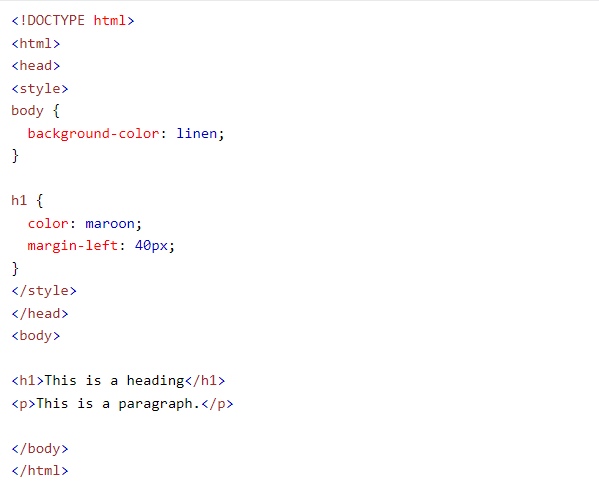 <!DOCTYPE html>
<html>
<head>
<style>
body {
  background-color: linen;
}

h1 {
  color: maroon;
  margin-left: 40px;
}
</style>
</head>
<body>

<h1>This is a heading</h1>
<p>This is a paragraph.</p>

</body>
</html>